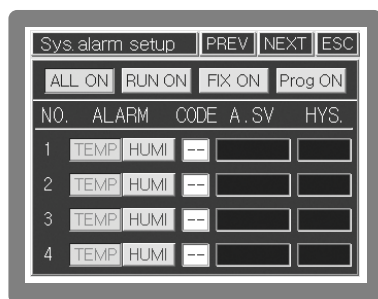 Sys.alarm setup PREV NEXT ESC
ALL ON RUN ON FIX ON Prog ON
NO. ALARM CODE A.SV HYS.
1 TEMP HUMI --
2 TEMP HUMI --
3 TEMP HUMI --
4 TEMP HUMI --